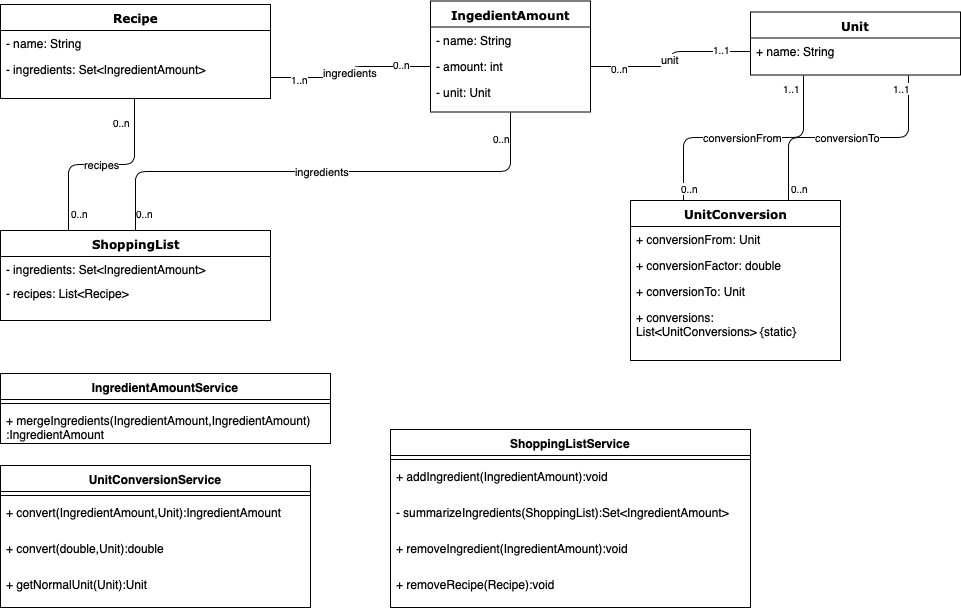 Recipe
- name: String
- ingredients: Set<IngredientAmount>
IngedientAmount
- name: String
- amount: int
- unit: Unit
Unit
+ name: String
1..n
ingredients
0..n
0..n
unit
1..1
0..n
recipes
0..n
0..n
ingredients
0..n
1..1
conversionFrom
0..n
1..1
conversionTo
0..n
ShoppingList
- ingredients: Set<IngredientAmount>
- recipes: List<Recipe>
UnitConversion
+ conversionFrom: Unit
+ conversionFactor: double
+ conversionTo: Unit
+ conversions:
List<UnitConversions> {static}
IngredientAmountService
+ mergeIngredients(IngredientAmount,IngredientAmount)
:IngredientAmount
UnitConversionService
+ convert(IngredientAmount,Unit):IngredientAmount
+ convert(double,Unit):double
+ getNormalUnit(Unit):Unit
ShoppingListService
+ addIngredient(IngredientAmount):void
- summarizeIngredients(ShoppingList):Set<IngredientAmount>
+ removeIngredient(IngredientAmount):void
+ removeRecipe(Recipe):void